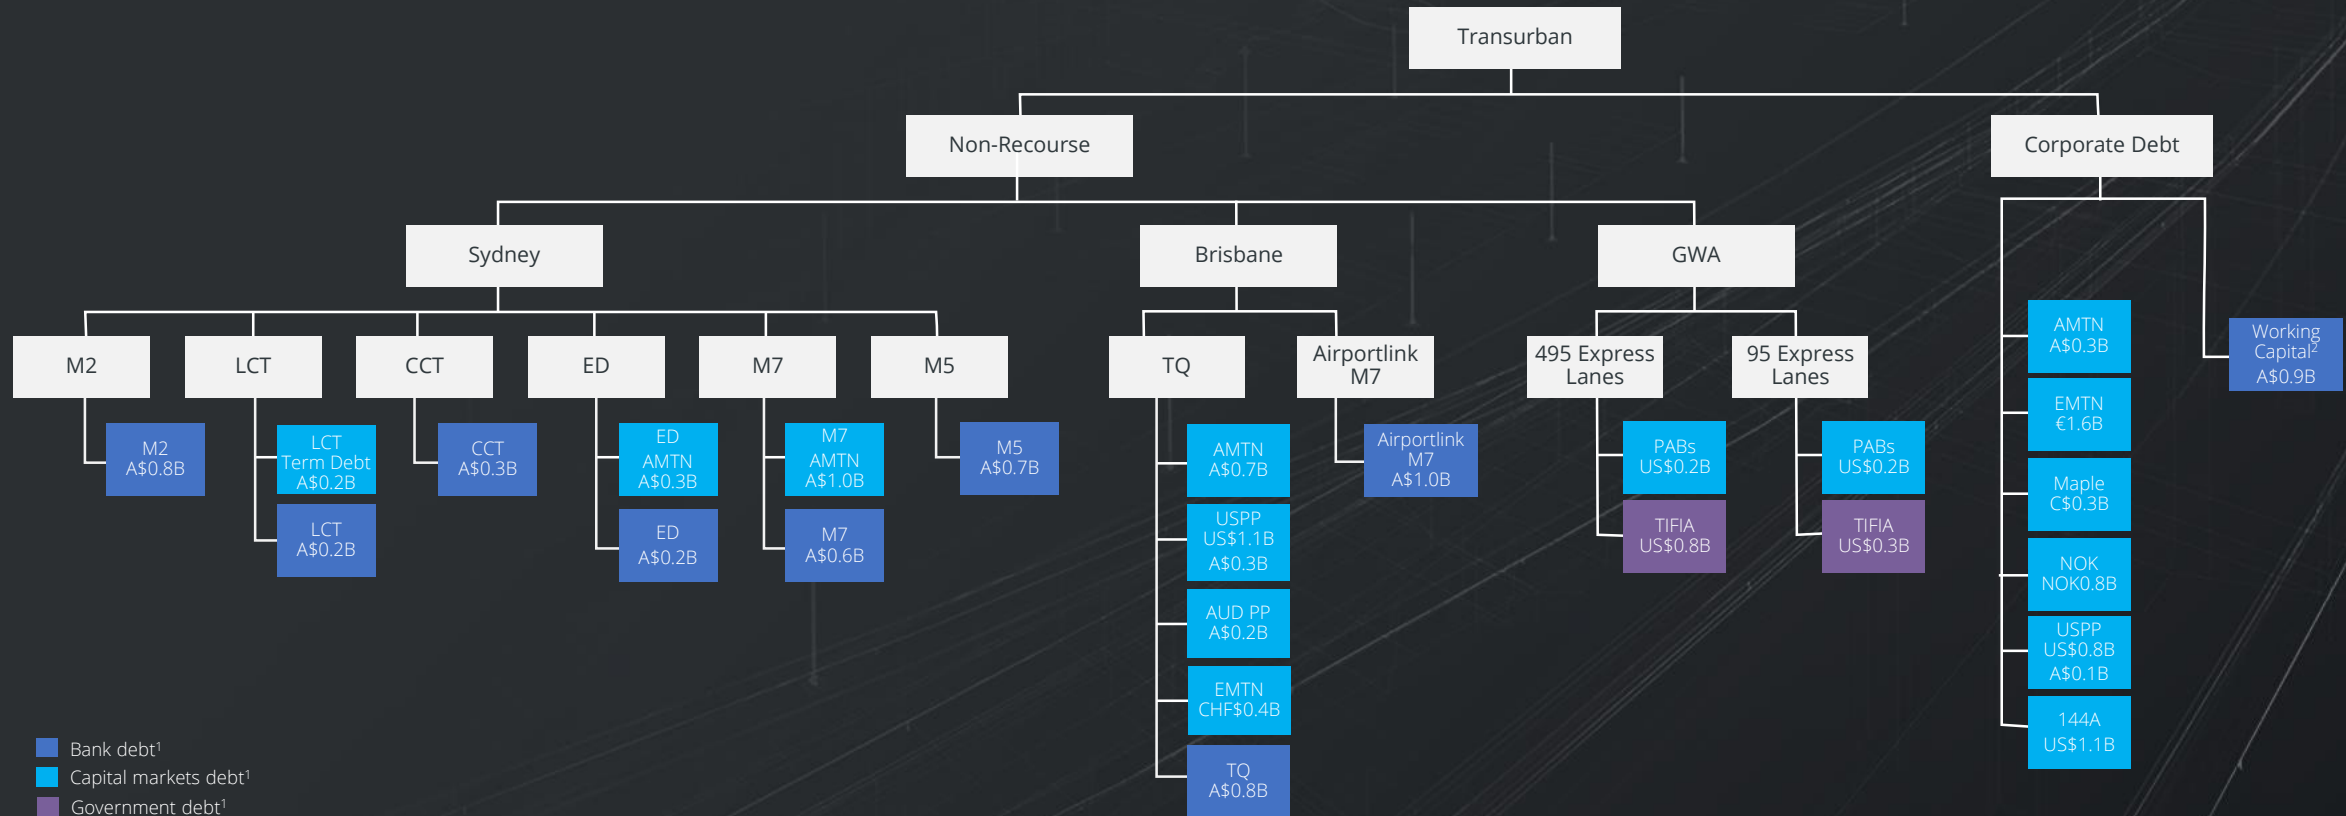 Transurban
Non-Recourse
Corporate Debt
Sydney
Brisbane
GWA
M2
LCT
CCT
ED
M7
M5
TQ
Airportlink
M7
495 Express
Lanes
95 Express
Lanes
M2
A$0.8B
LCT
Term Debt
A$0.2B
LCT
A$0.2B
CCT
A$0.3B
ED
AMTN
A$0.3B
ED
A$0.2B
M7
AMTN
A$1.0B
M7
A$0.6B
M5
A$0.7B
AMTN
A$0.7B
USPP
US$1.1B
A$0.3B
AUD PP
A$0.2B
EMTN
CHF$0.4B
TQ
A$0.8B
Airportlink
M7
A$1.0B
PABs
US$0.2B
TIFIA
US$0.8B
PABs
US$0.2B
TIFIA
US$0.3B
AMTN
A$0.3B
EMTN
€1.6B
Maple
C$0.3B
NOK
NOK0.8B
USPP
US$0.8B
A$0.1B
144A
US$1.1B
Working
Capital²
A$0.9B
Bank debt¹
Capital markets debt¹
Government debt¹